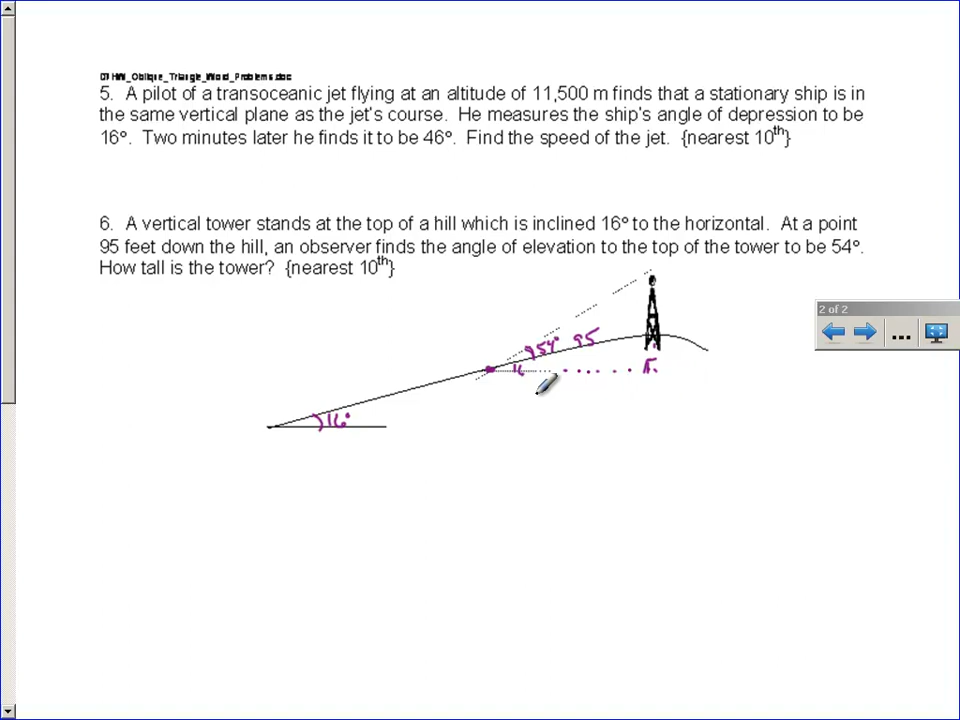 07 HW_Oblique_Triangle_Word_Problems.doc
5. A pilot of a transoceanic jet flying at an altitude of 11,500 m finds that a stationary ship is in
the same vertical plane as the jet's course. He measures the ship's angle of depression to be
16°. Two minutes later he finds it to be 46°. Find the speed of the jet. {nearest 10th}
6. A vertical tower stands at the top of a hill which is inclined 16° to the horizontal. At a point
95 feet down the hill, an observer finds the angle of elevation to the top of the tower to be 54°.
How tall is the tower? {nearest 10th}
2 of 2
54° 95
16°